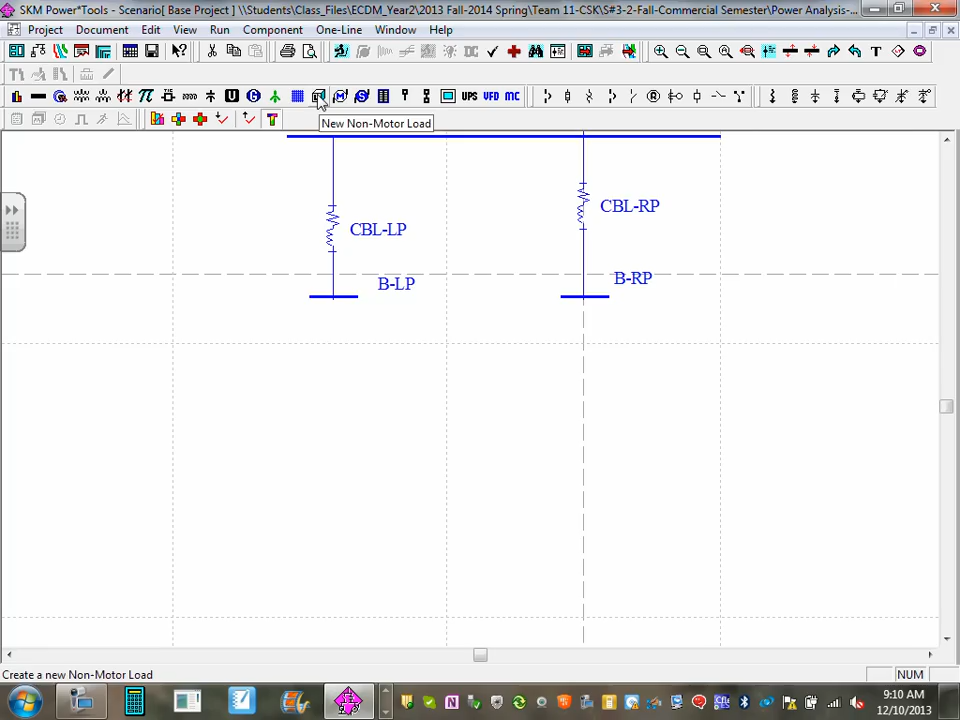 SKM Power*Tools - Scenario[ Base Project ] \\Students\Class_Files\ECDM_Year2\2013 Fall-2014 Spring\Team 11-CSK\S#3-2-Fall-Commercial Semester\Power Analysis-...
Project Document Edit View Run Component One-Line Window Help
UPS VFD MC
New Non-Motor Load
CBL-RP
CBL-LP
B-RP
B-LP
Create a new Non-Motor Load
NUM
9:10 AM
12/10/2013